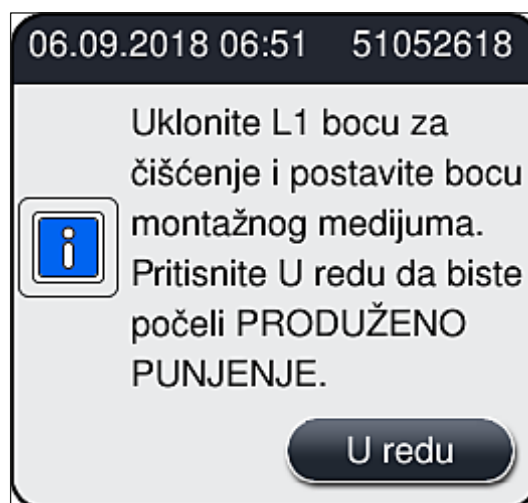 06.09.2018 06:51 51052618
Uklonite L1 bocu za
čišćenje i postavite bocu
montažnog medijuma.
Pritisnite U redu da biste
počeli PRODUŽENO
PUNJENJE.
U redu